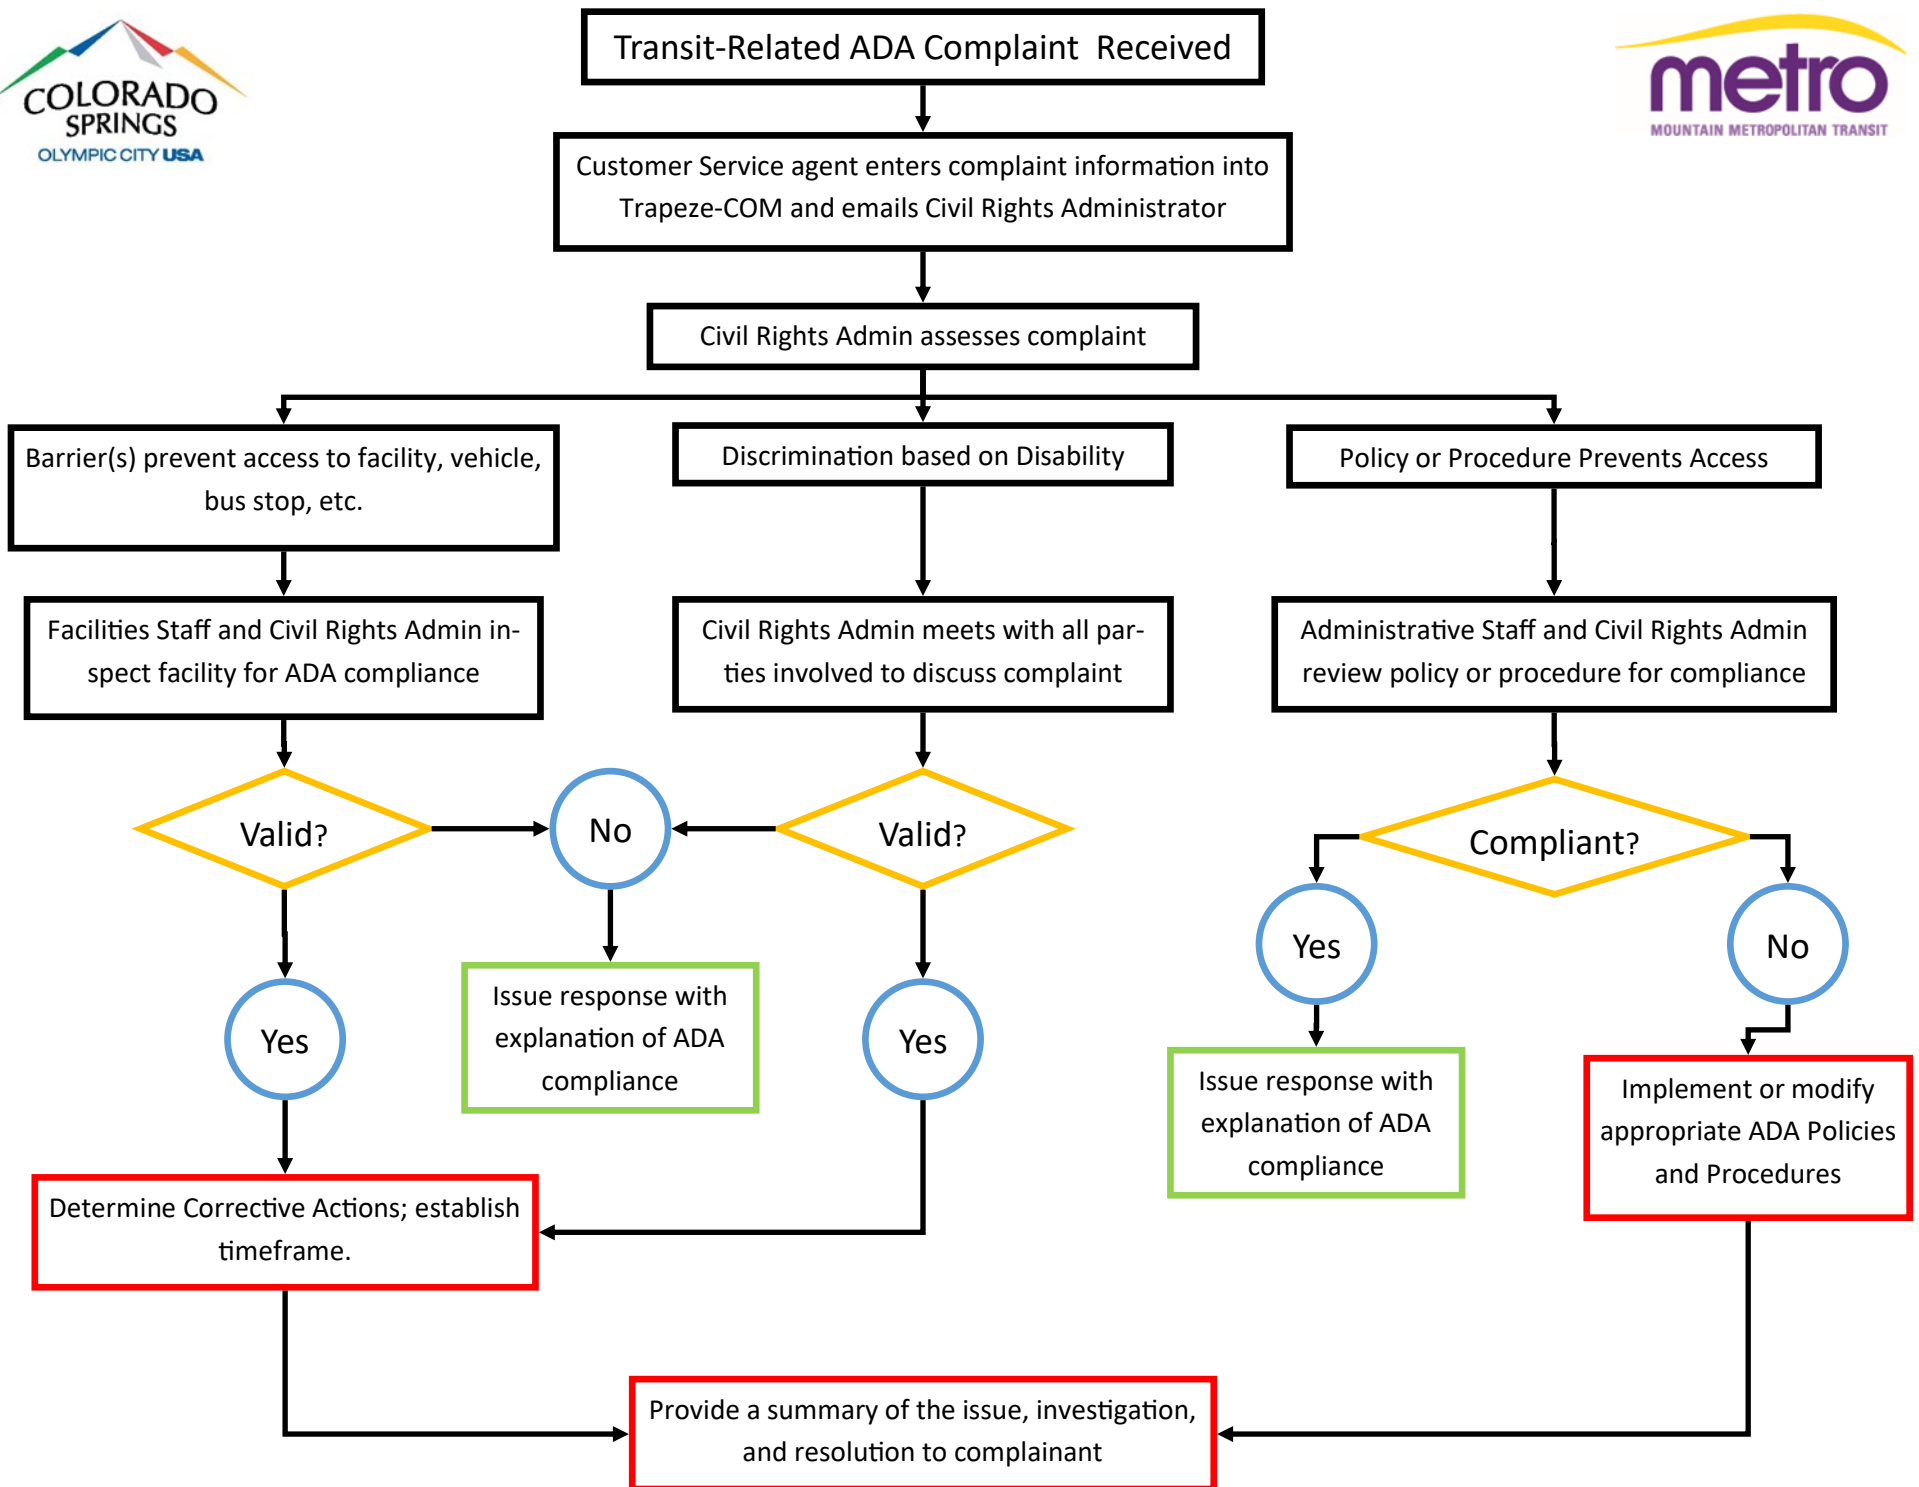 COLORADO
SPRINGS
OLYMPIC CITY USA
Transit-Related ADA Complaint  Received
metro
MOUNTAIN METROPOLITAN TRANSIT
Customer Service agent enters complaint information into
Trapeze-COM and emails Civil Rights Administrator
Civil Rights Admin assesses complaint
Barrier(s) prevent access to facility, vehicle,
bus stop, etc.
Discrimination based on Disability
Policy or Procedure Prevents Access
Facilities Staff and Civil Rights Admin in-
spect facility for ADA compliance
Civil Rights Admin meets with all par-
ties involved to discuss complaint
Administrative Staff and Civil Rights Admin
review policy or procedure for compliance
Valid?
No
Valid?
Compliant?
Yes
Issue response with
explanation of ADA
compliance
Yes
Yes
No
Issue response with
explanation of ADA
compliance
Implement or modify
appropriate ADA Policies
and Procedures
Determine Corrective Actions; establish
timeframe.
Provide a summary of the issue, investigation,
and resolution to complainant